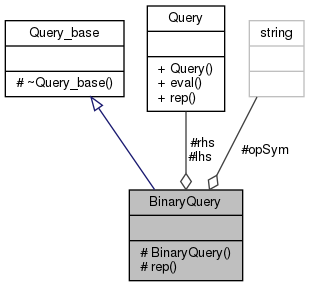 Query_base
# ~Query_base()
Query
+ Query()
+ eval()
+ rep()
string
#rhs
#lhs
#opSym
BinaryQuery
# BinaryQuery()
# rep()